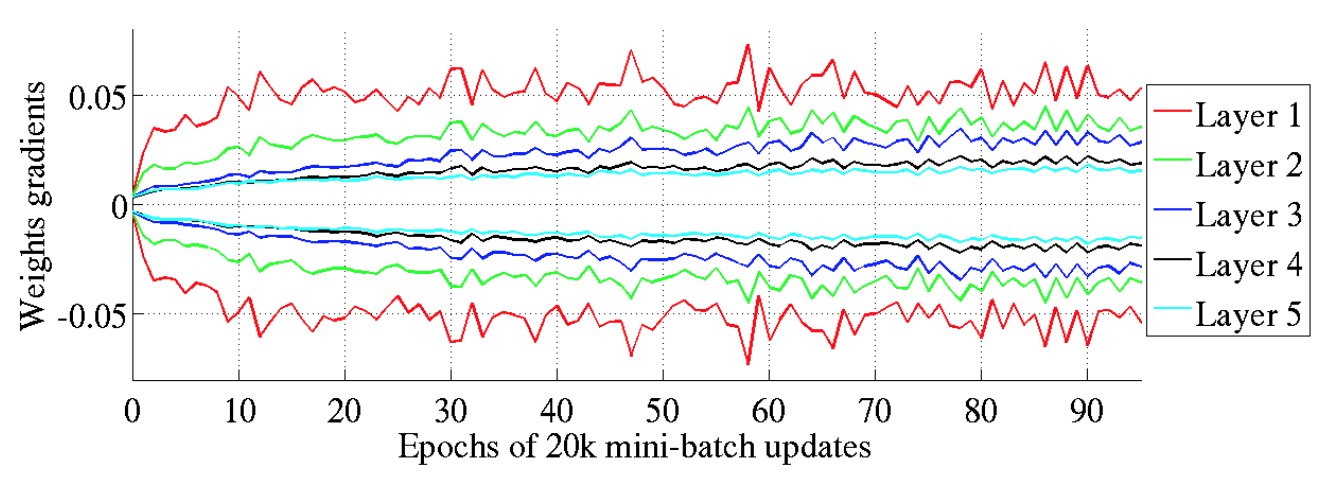 Weights gradients
0.05
0
-0.05
0 10 20 30 40 50 60 70 80 90
Epochs of 20k mini-batch updates
Layer 1
Layer 2
Layer 3
Layer 4
Layer 5